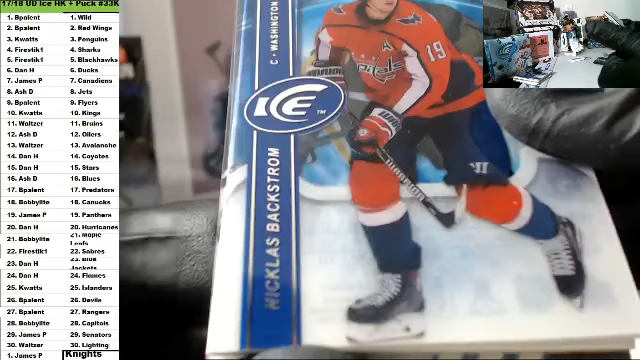 17/18 UD Ice HK + Puck #33K
1. Bpalent 1. Wild
2. Bpalent 2. Red Wings
3. Kwatts 3. Penguins
4. Firestik1 4. Sharks
5. Firestik1 5. Blackhawks
6. Dan H 6. Ducks
7. James P 7. Canadiens
8. Ash D 8. Jets
9. Bpalent 9. Flyers
10. Kwatts 10. Kings
11. Waltzer 11. Bruins
12. Ash D 12. Oilers
13. Waltzer 13. Avalanche
14. Dan H 14. Coyotes
15. Dan H 15. Stars
16. Ash D 16. Blues
17. Bpalent 17. Predators
18. Bobbylite 18. Canucks
19. James P 19. Panthers
20. Dan H 20. Hurricanes
21. Bobbylite 21. Maple Leafs
22. Firestik1 22. Sabres
23. Dan H 23. Blue Jackets
24. Dan H 24. Flames
25. Kwatts 25. Islanders
26. Bpalent 26. Devils
27. Bpalent 27. Rangers
28. Bobbylite 28. Capitols
29. James P 29. Senators
30. Waltzer 30. Lighting
1. James P Knights
C • WASHINGTON
ICE TM
NICKLAS BACKSTROM
A
19
capitals
WARRIOR